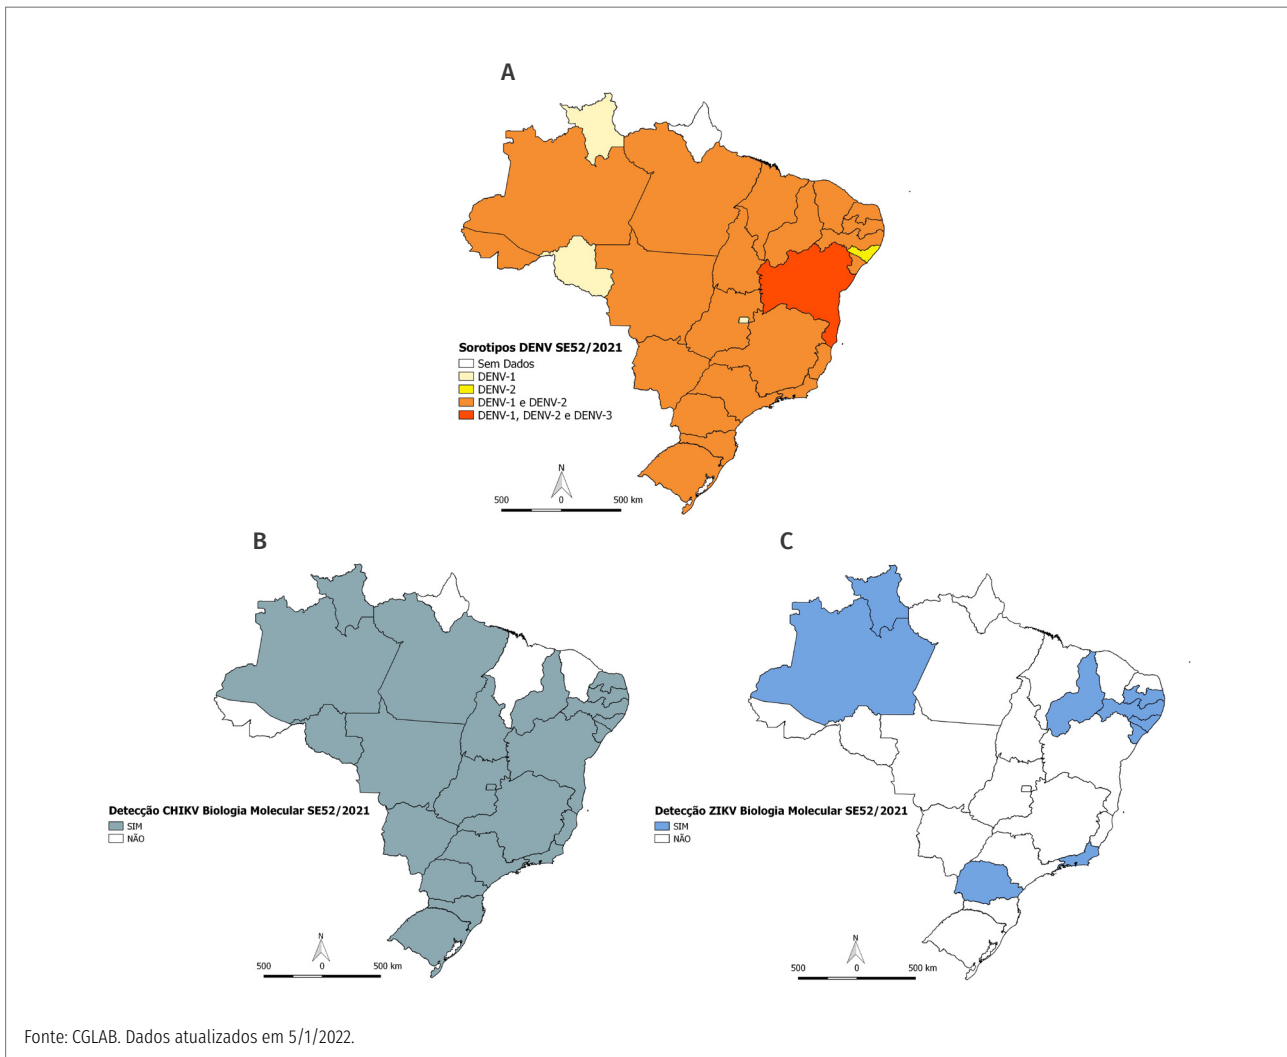 A
Sorotipos DENV SE52/2021
Sem Dados
DENV-1
DENV-2
DENV-1 e DENV-2
DENV-1, DENV-2 e DENV-3
N
500 0 500 km
B
Detecção CHIKV Biologia Molecular SE52/2021
SIM
NÃO
N
500 0 500 km
C
Detecção ZIKV Biologia Molecular SE52/2021
SIM
NÃO
N
500 0 500 km
Fonte: CGLAB. Dados atualizados em 5/1/2022.